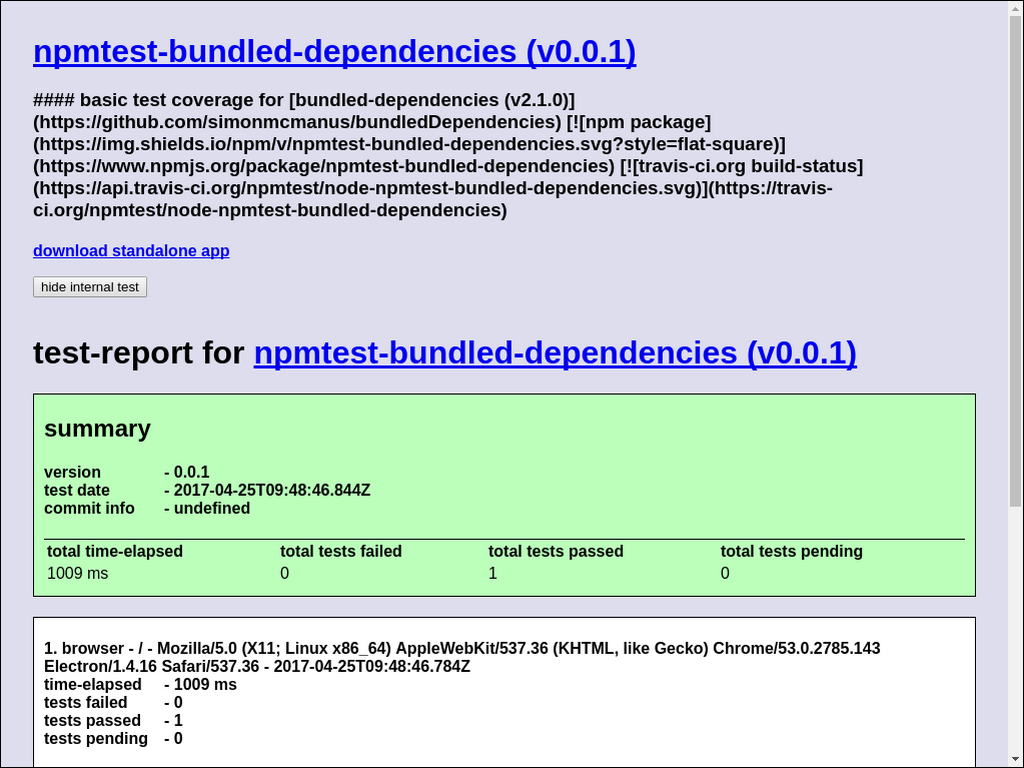 npmtest-bundled-dependencies (v0.0.1)
#### basic test coverage for [bundled-dependencies (v2.1.0)]
(https://github.com/simonmcmanus/bundledDependencies) [![npm package]
(https://img.shields.io/npm/v/npmtest-bundled-dependencies.svg?style=flat-square)]
(https://www.npmjs.org/package/npmtest-bundled-dependencies) [![travis-ci.org build-status]
(https://api.travis-ci.org/npmtest/node-npmtest-bundled-dependencies.svg)](https://travis-
ci.org/npmtest/node-npmtest-bundled-dependencies)
download standalone app
hide internal test
test-report for npmtest-bundled-dependencies (v0.0.1)
summary
version - 0.0.1
test date - 2017-04-25T09:48:46.844Z
commit info - undefined
total time-elapsed total tests failed total tests passed total tests pending
1009 ms 0 1 0
1. browser - / - Mozilla/5.0 (X11; Linux x86_64) AppleWebKit/537.36 (KHTML, like Gecko) Chrome/53.0.2785.143
Electron/1.4.16 Safari/537.36 - 2017-04-25T09:48:46.784Z
time-elapsed - 1009 ms
tests failed - 0
tests passed - 1
tests pending - 0